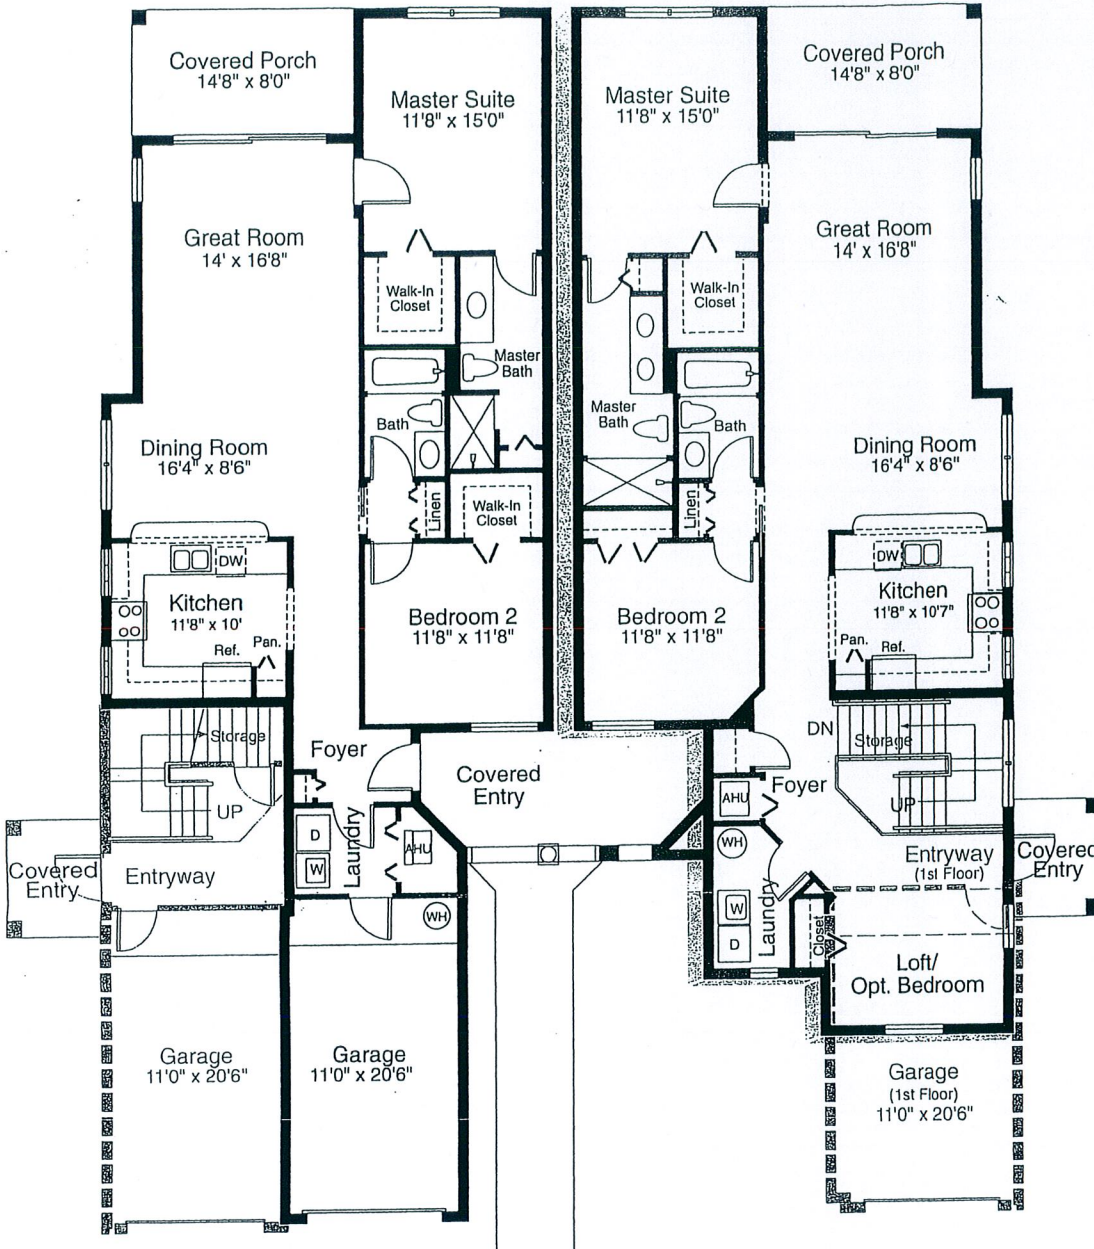 Covered Porch
14'8" x 8'0"
Master Suite
11'8" x 15'0"
Great Room
14' x 16'8"
Walk-In
Closet
Master
Bath
Bath
Dining Room
16'4" x 8'6"
Linen
Walk-In
Closet
DW
Kitchen
11'8" x 10'
Ref.
Pan.
Bedroom 2
11'8" x 11'8"
Storage
UP
Foyer
Covered
Entry
D
W
Laundry
AHU
Covered
Entry
Entryway
WH
Garage
11'0" x 20'6"
Garage
11'0" x 20'6"
Master Suite
11'8" x 15'0"
Covered Porch
14'8" x 8'0"
Great Room
14' x 16'8"
Walk-In
Closet
Master
Bath
Bath
Dining Room
16'4" x 8'6"
Linen
DW
Kitchen
11'8" x 10'7"
Pan.
Ref.
Bedroom 2
11'8" x 11'8"
DN
Storage
UP
Foyer
AHU
WH
W
D
Laundry
Closet
Entryway
(1st Floor)
Covered
Entry
Loft/
Opt. Bedroom
Garage
(1st Floor)
11'0" x 20'6"